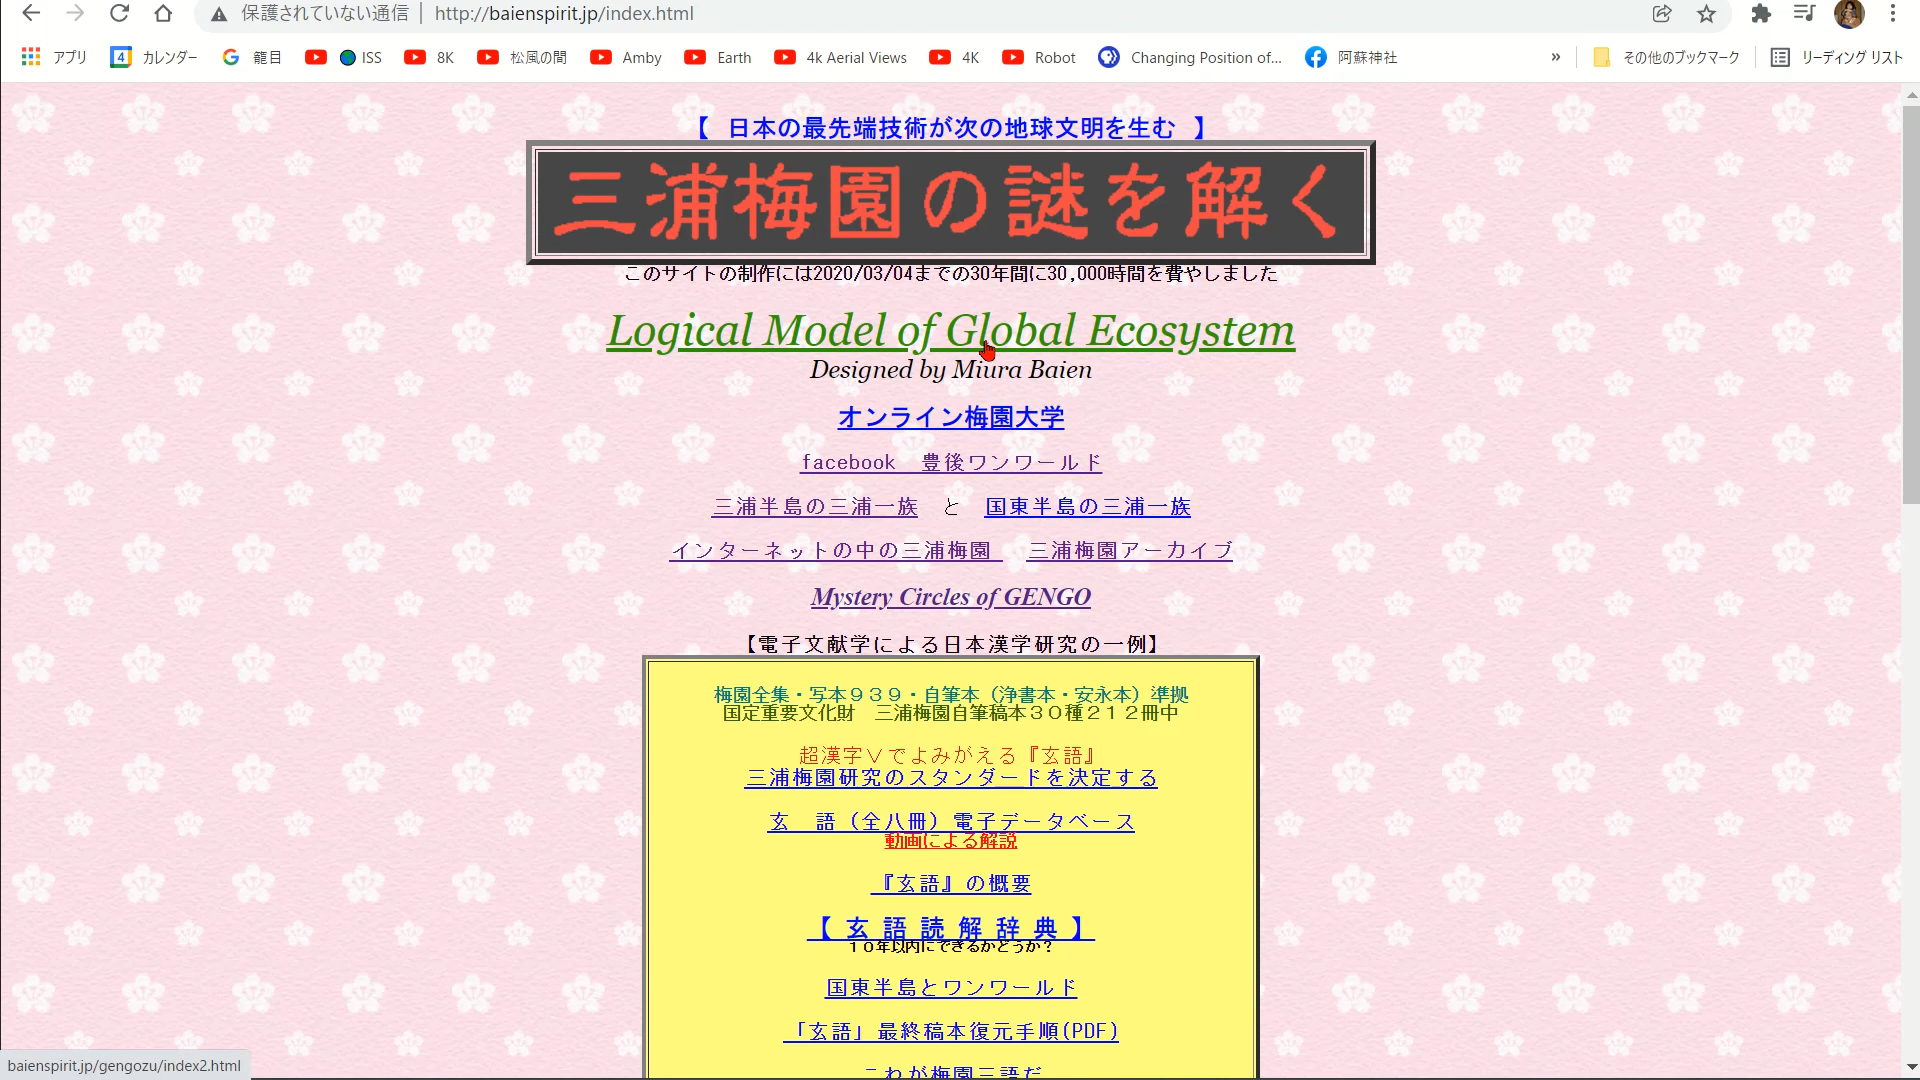 保護されていない通信 | http://baienspirit.jp/index.html
アプリ カレンダー 籠目 ISS 8K 松風の間 Amby Earth 4k Aerial Views 4K Robot Changing Position of... 阿蘇神社 » その他のブックマーク リーディング リスト
【 日本の最先端技術が次の地球文明を生む 】
三浦梅園の謎を解く
このサイトの制作には2020/03/04までの30年間に30,000時間を費やしました
Logical Model of Global Ecosystem
Designed by Miura Baien
オンライン梅園大学
facebook 豊後ワンワールド
三浦半島の三浦一族 と 国東半島の三浦一族
インターネットの中の三浦梅園 三浦梅園アーカイブ
Mystery Circles of GENGO
【電子文献学による日本漢学研究の一例】
梅園全集・写本９３９・自筆本（浄書本・安永本）準拠
国定重要文化財 三浦梅園自筆稿本３０種２１２冊中
超漢字Ⅴでよみがえる『玄語』
三浦梅園研究のスタンダードを決定する
玄 語（全八冊）電子データベース
動画による解説
『玄語』の概要
【 玄 語 読 解 辞 典 】
１０年以内にできるかどうか？
国東半島とワンワールド
「玄語」最終稿本復元手順(PDF)
これが梅園三語だ
baienspirit.jp/gengozu/index2.html